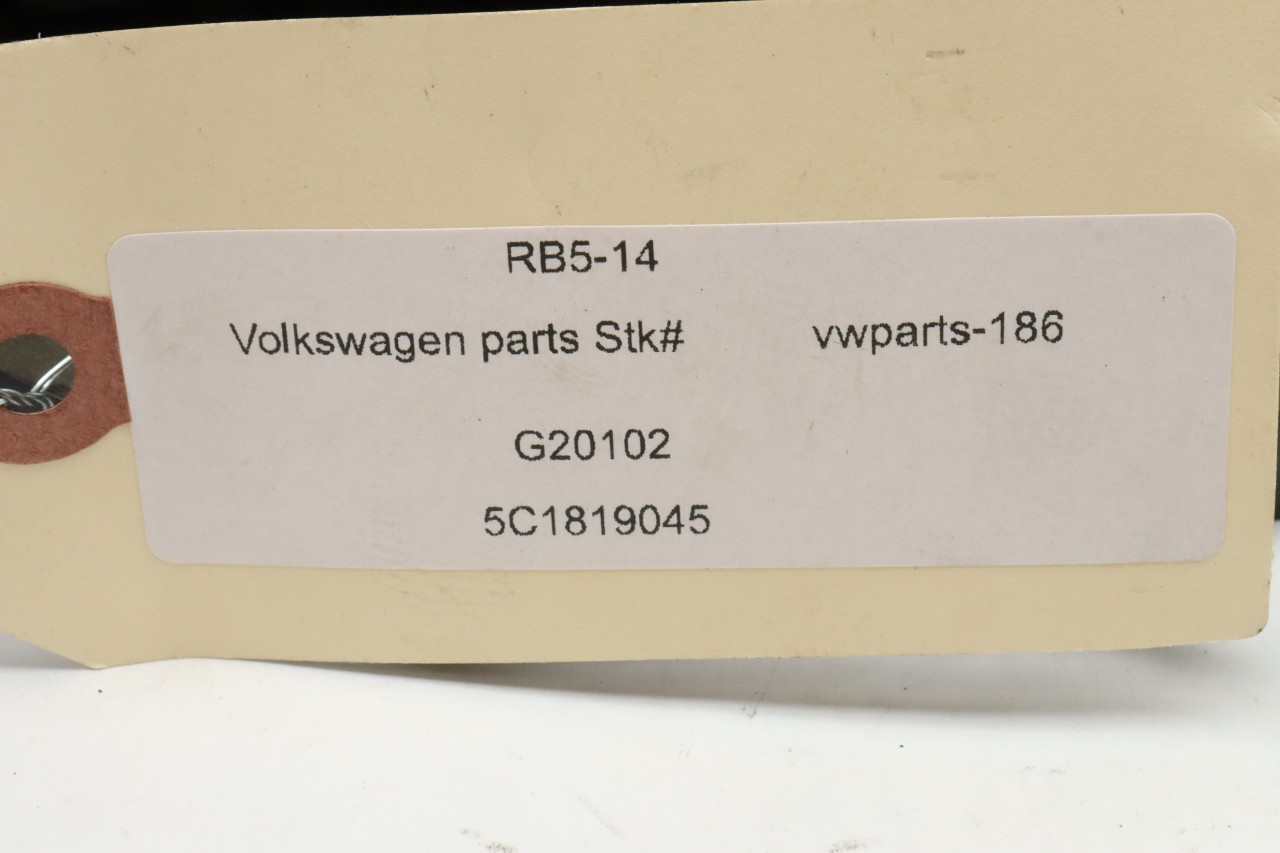 RB5-14
Volkswagen parts Stk# vwparts-186
G20102
5C1819045